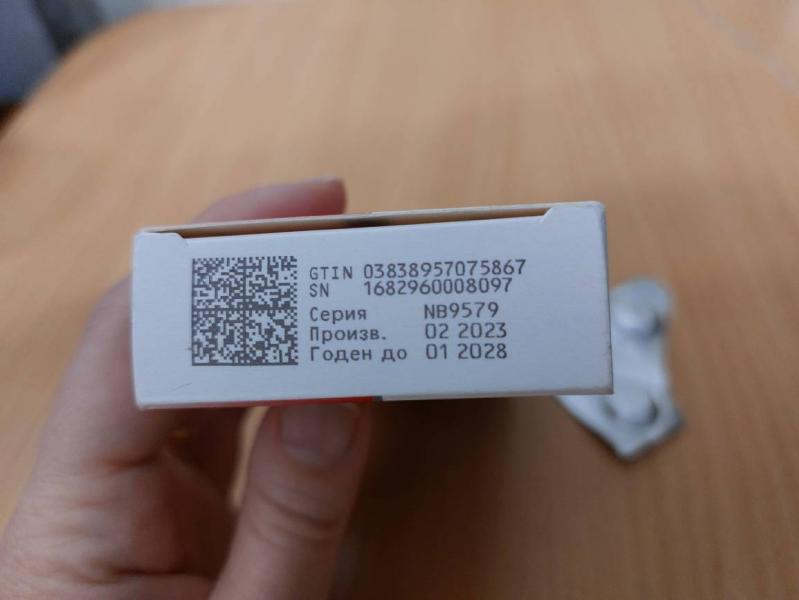 GTIN 03838957075867
SN 1682960008097
Серия NB9579
Произв. 02 2023
Годен до 01 2028